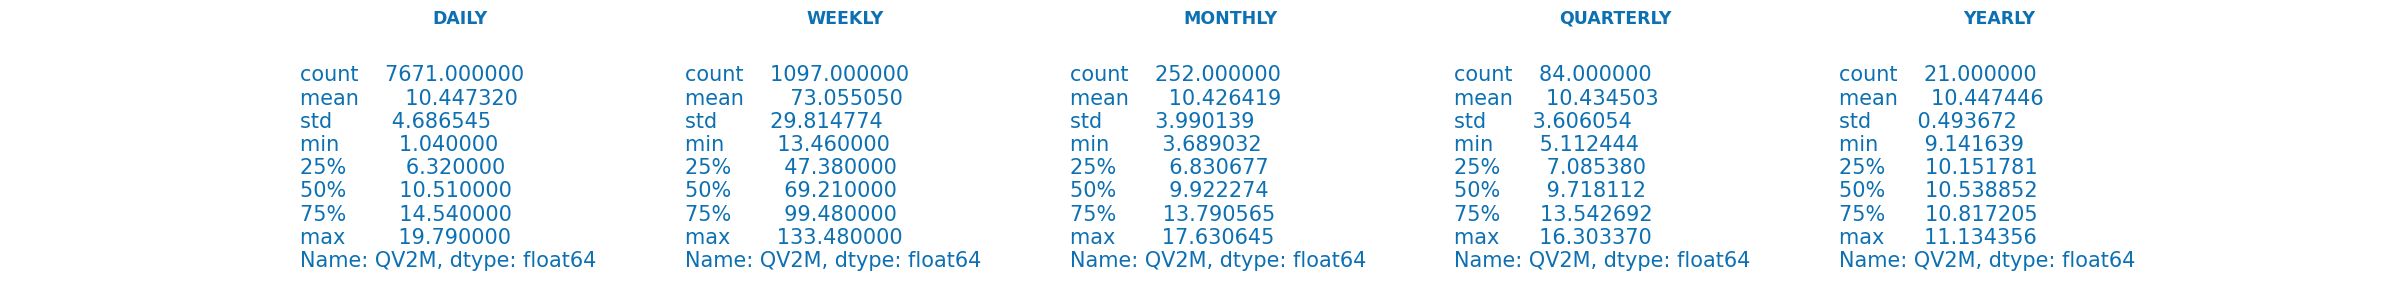 DAILY
count 7671.000000
mean 10.447320
std 4.686545
min 1.040000
25% 6.320000
50% 10.510000
75% 14.540000
max 19.790000
Name: QV2M, dtype: float64
WEEKLY
count 1097.000000
mean 73.055050
std 29.814774
min 13.460000
25% 47.380000
50% 69.210000
75% 99.480000
max 133.480000
Name: QV2M, dtype: float64
MONTHLY
count 252.000000
mean 10.426419
std 3.990139
min 3.689032
25% 6.830677
50% 9.922274
75% 13.790565
max 17.630645
Name: QV2M, dtype: float64
QUARTERLY
count 84.000000
mean 10.434503
std 3.606054
min 5.112444
25% 7.085380
50% 9.718112
75% 13.542692
max 16.303370
Name: QV2M, dtype: float64
YEARLY
count 21.000000
mean 10.447446
std 0.493672
min 9.141639
25% 10.151781
50% 10.538852
75% 10.817205
max 11.134356
Name: QV2M, dtype: float64